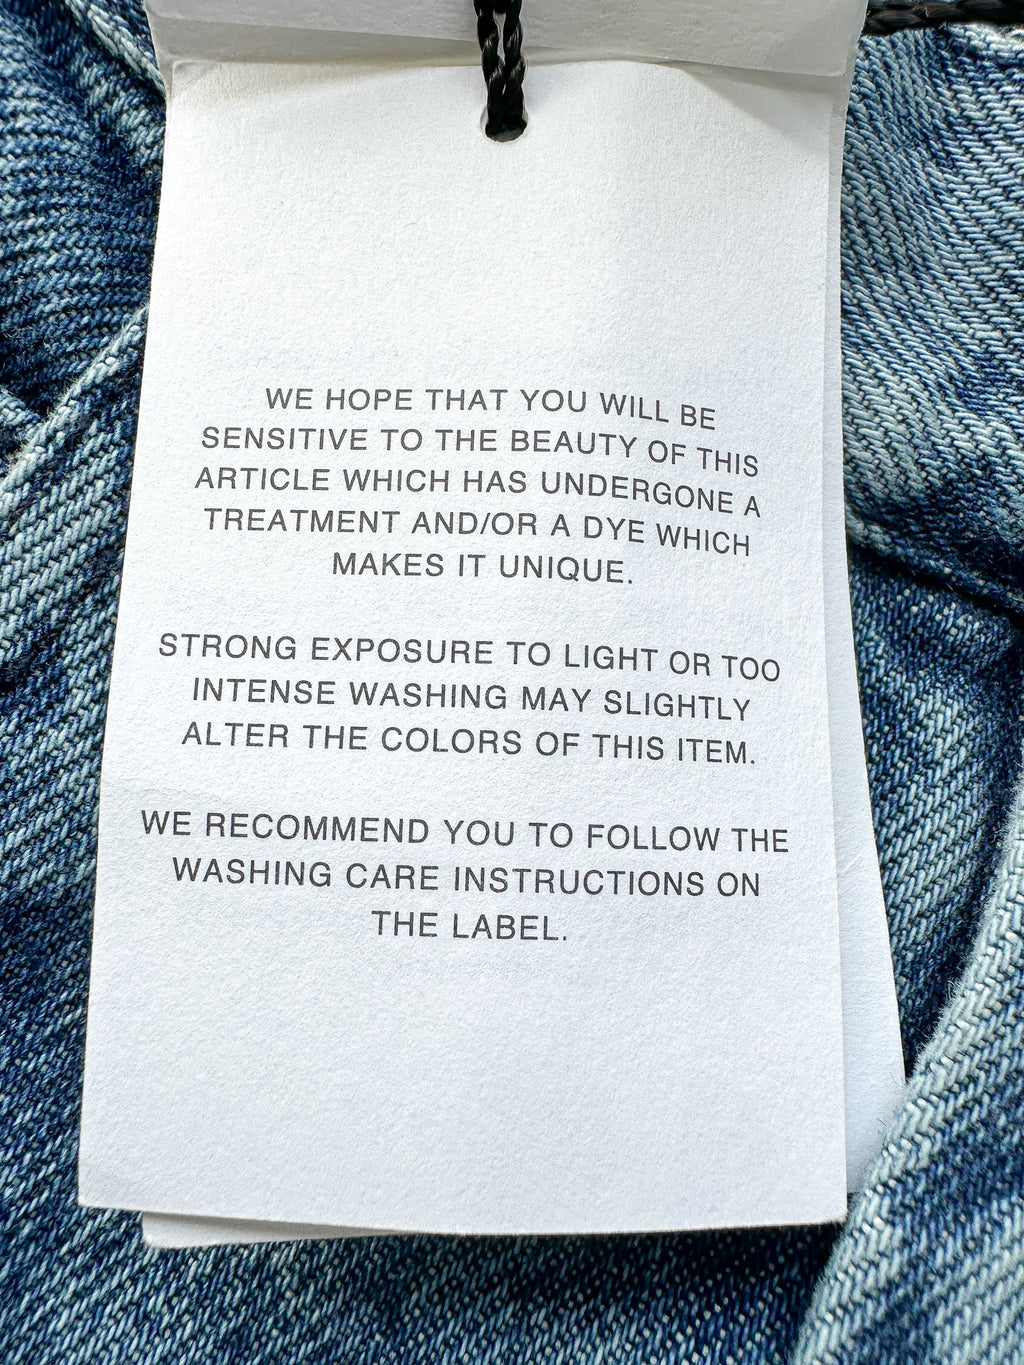 WE HOPE THAT YOU WILL BE
SENSITIVE TO THE BEAUTY OF THIS
ARTICLE WHICH HAS UNDERGONE A
TREATMENT AND/OR A DYE WHICH
MAKES IT UNIQUE.
STRONG EXPOSURE TO LIGHT OR TOO
INTENSE WASHING MAY SLIGHTLY
ALTER THE COLORS OF THIS ITEM.
WE RECOMMEND YOU TO FOLLOW THE
WASHING CARE INSTRUCTIONS ON
THE LABEL.